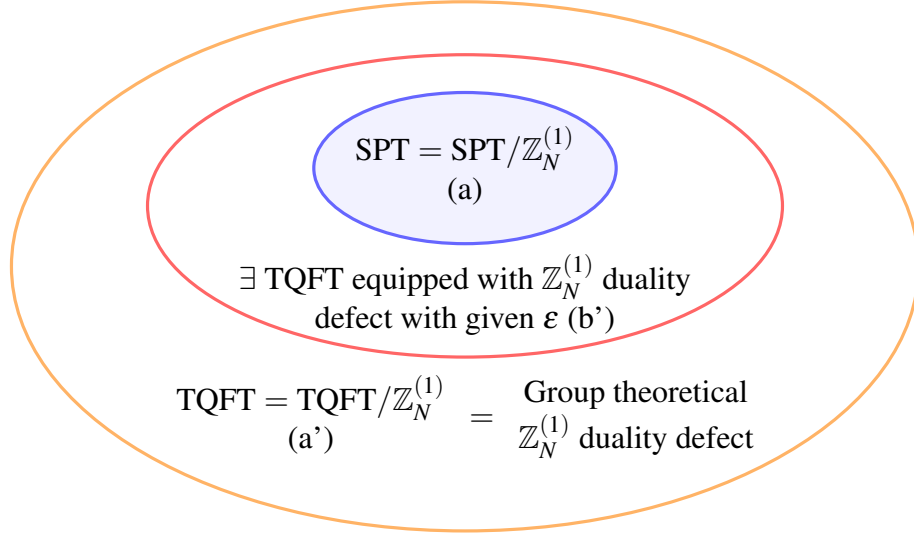 SPT = SPT/ℤ_N^{(1)}
(a)
∃ TQFT equipped with ℤ_N^{(1)} duality
defect with given ε (b')
TQFT = TQFT/ℤ_N^{(1)} = Group theoretical
(a') ℤ_N^{(1)} duality defect